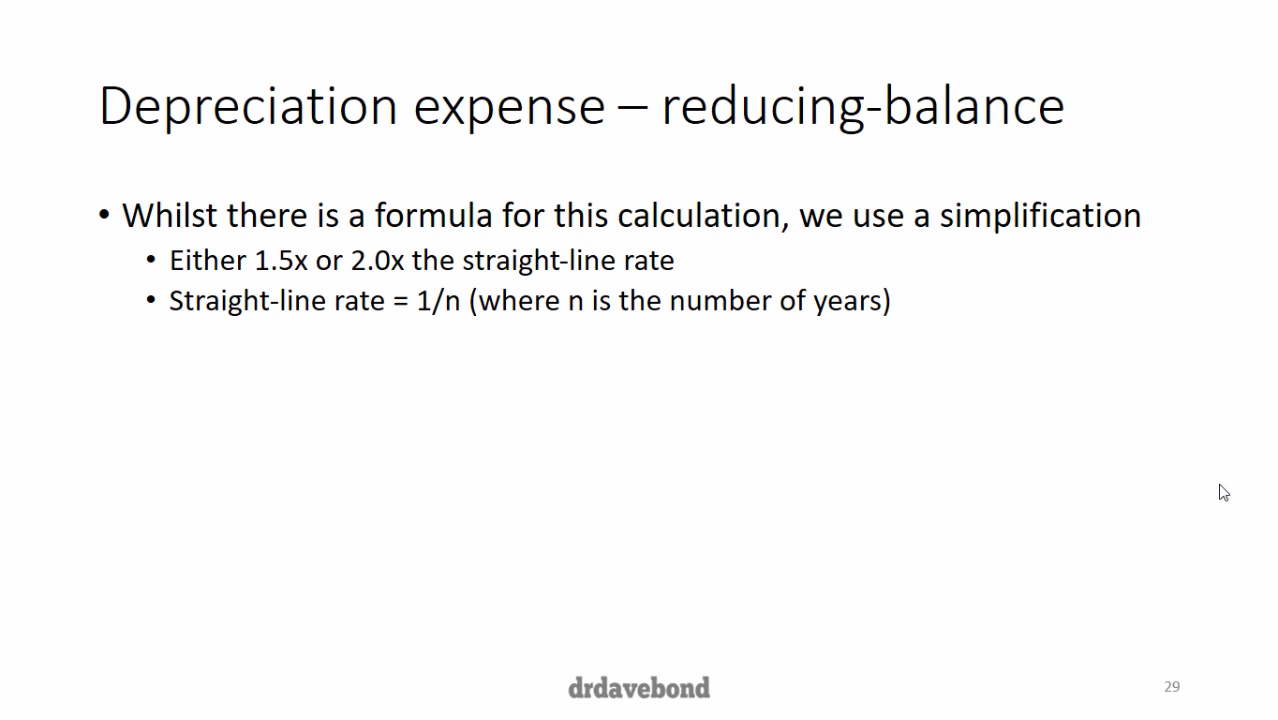 Depreciation expense – reducing-balance
• Whilst there is a formula for this calculation, we use a simplification
• Either 1.5x or 2.0x the straight-line rate
• Straight-line rate = 1/n (where n is the number of years)
drdavebond
29